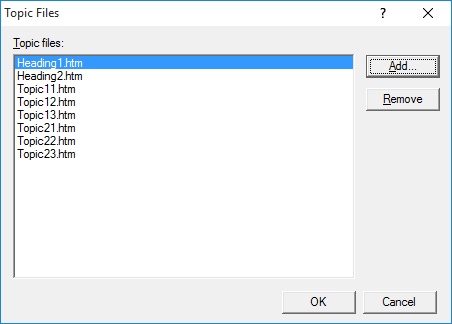 Topic Files
?
Topic files:
Heading1.htm
Heading2.htm
Topic11.htm
Topic12.htm
Topic13.htm
Topic21.htm
Topic22.htm
Topic23.htm
Add...
Remove
OK
Cancel